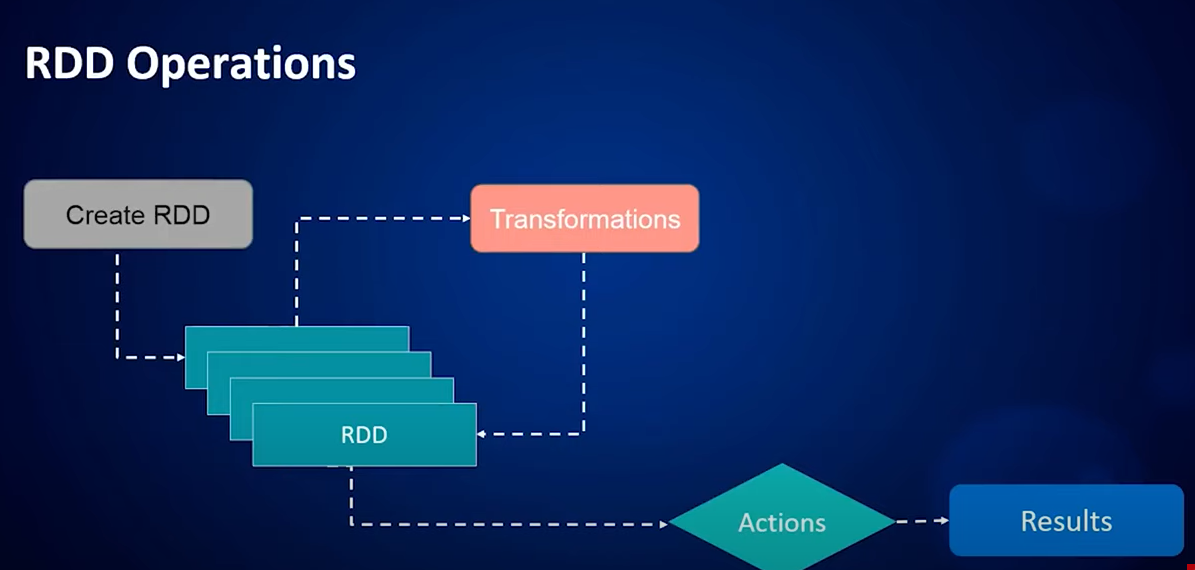 RDD Operations
Create RDD
Transformations
RDD
Actions
Results